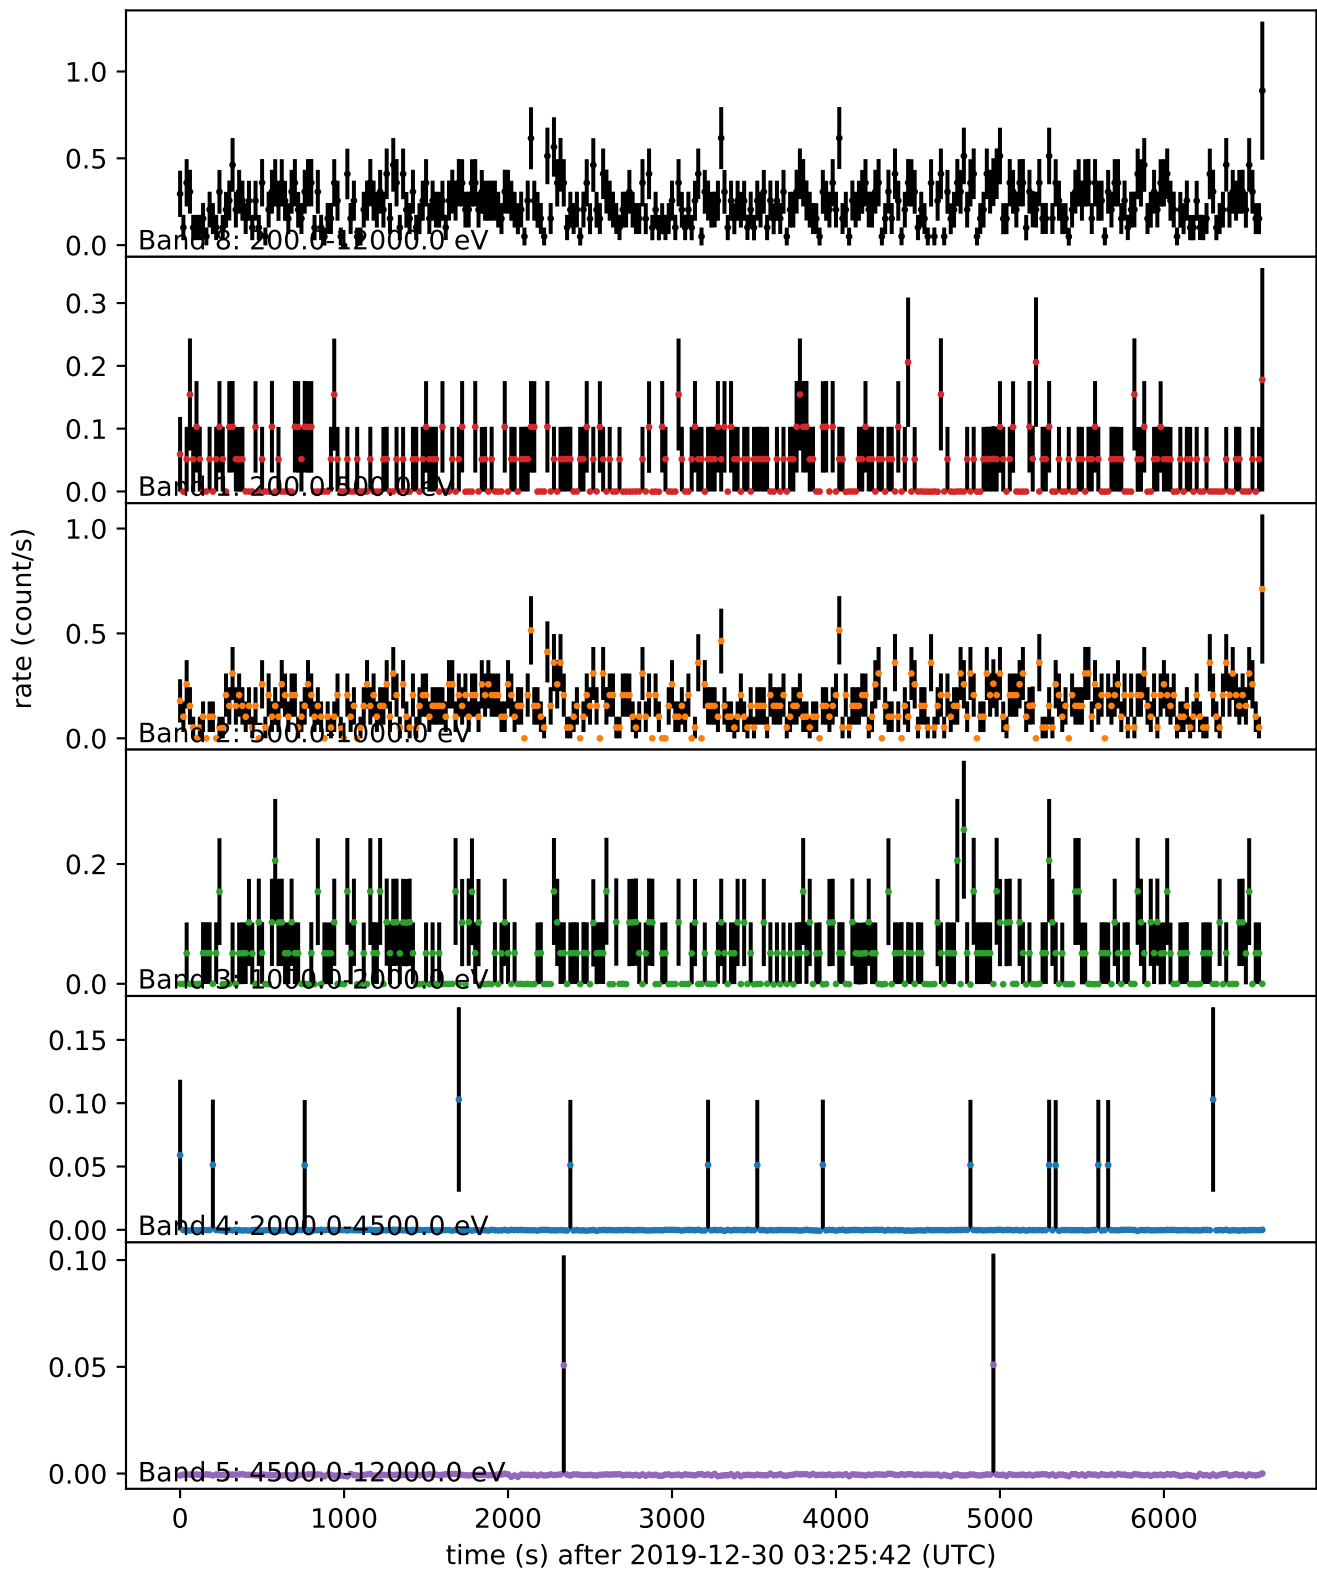 1.0
0.5
0.0
Band 8: 200.0-12000.0 eV
0.3
0.2
0.1
0.0
Band 1: 200.0-500.0 eV
1.0
0.5
0.0
Band 2: 500.0-1000.0 eV
rate (count/s)
0.2
0.0
Band 3: 1000.0-2000.0 eV
0.15
0.10
0.05
0.00
Band 4: 2000.0-4500.0 eV
0.10
0.05
0.00
Band 5: 4500.0-12000.0 eV
0 1000 2000 3000 4000 5000 6000
time (s) after 2019-12-30 03:25:42 (UTC)